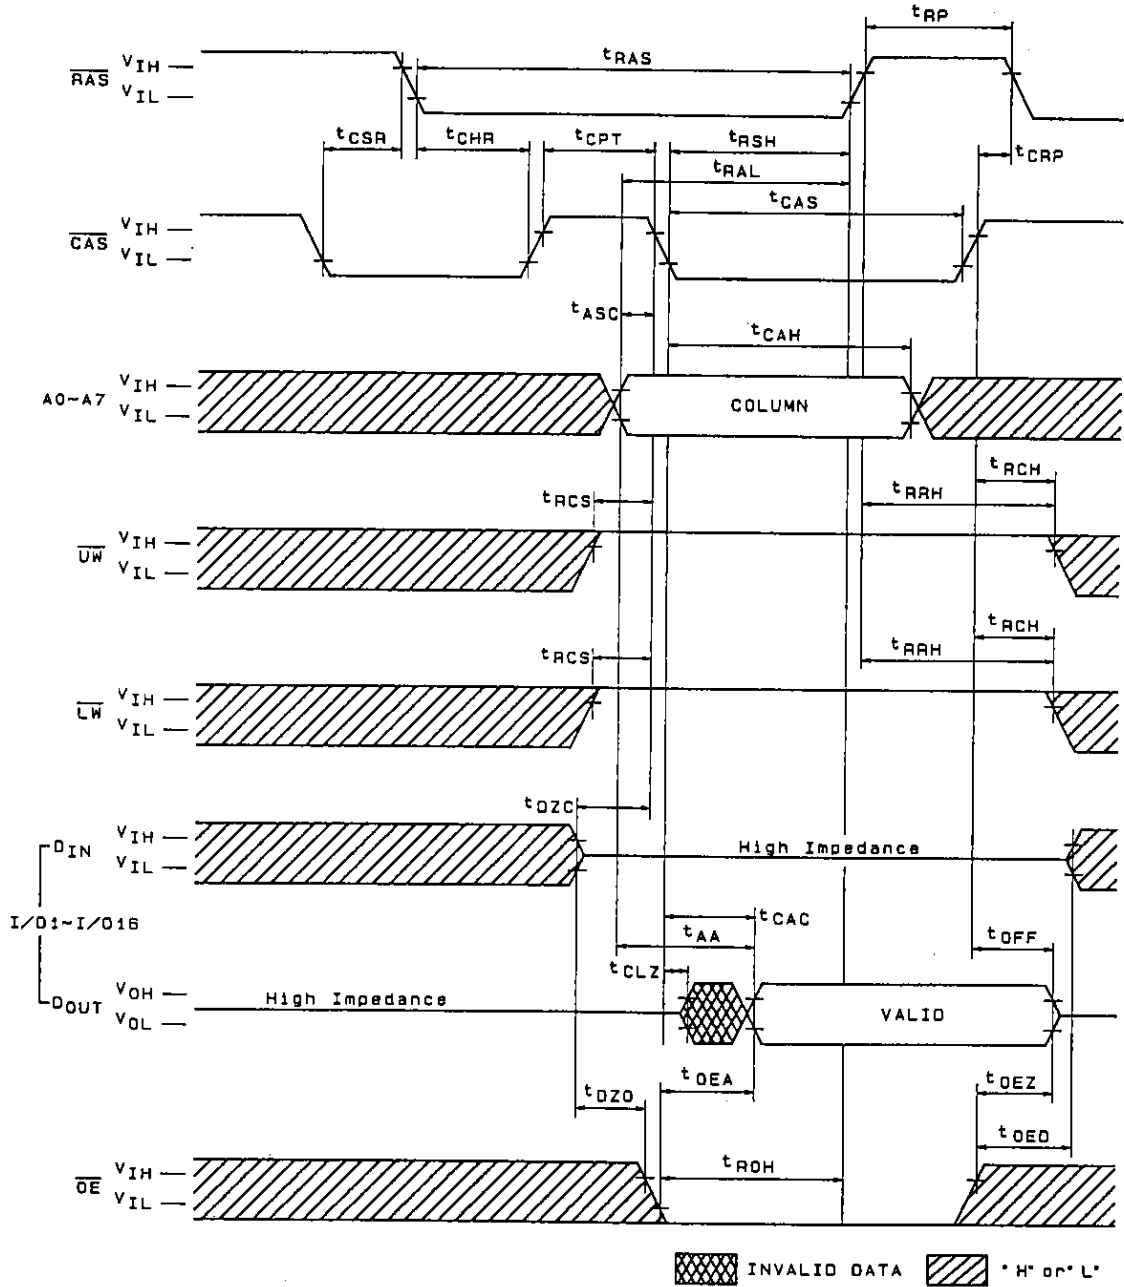 tRP
RAS VIH
VIL
tRAS
tCSR tCHR tCPT tRSH tCRP
tRAL
tCAS
CAS VIH
VIL
tASC
tCAH
A0~A7 VIH
VIL
COLUMN
tRCH
tRCS tRRH
UW VIH
VIL
tRCH
tRCS tRRH
LW VIH
VIL
tDZC
I/O1~I/O16
DIN VIH
VIL
High Impedance
tCAC
tAA tOFF
tCLZ
DOUT VOH
VOL
High Impedance
VALID
tOEA tOEZ
tDZO
tOED
tROH
OE VIH
VIL
INVALID DATA "H" or "L"